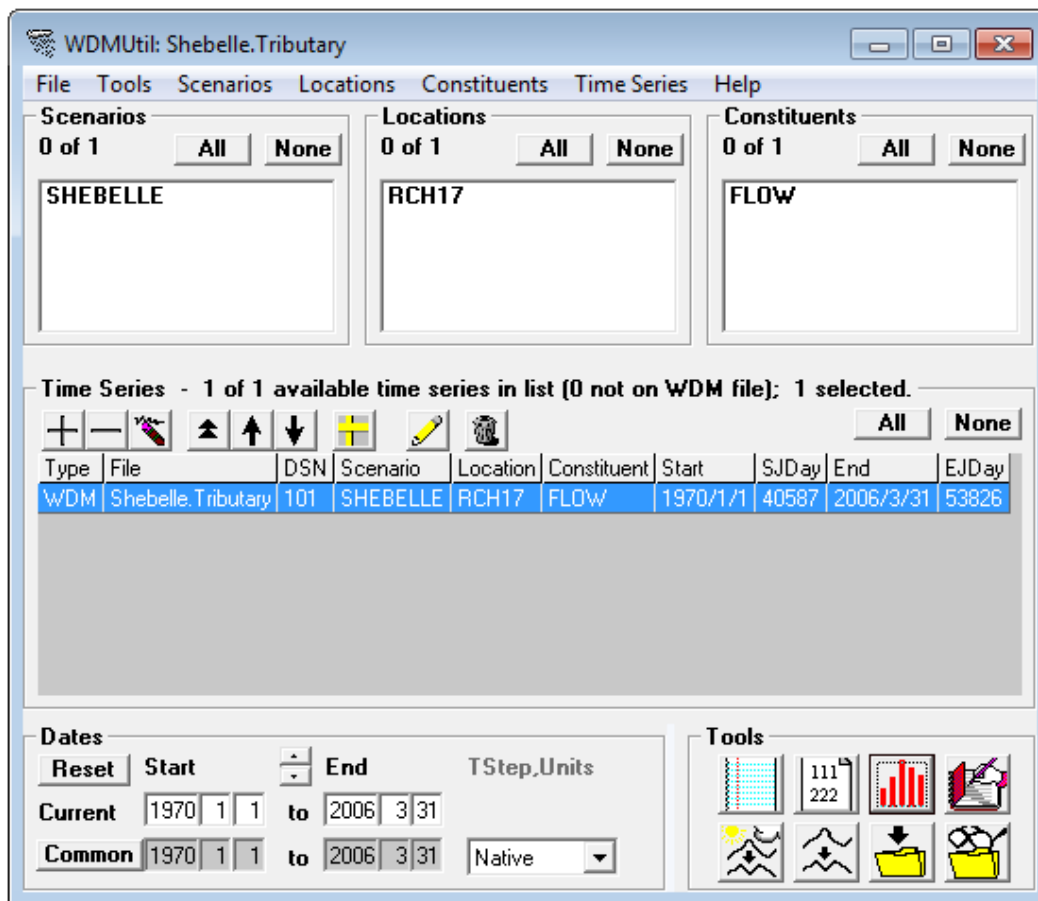 WDMUtil: Shebelle.Tributary
File Tools Scenarios Locations Constituents Time Series Help
Scenarios
0 of 1 All None
SHEBELLE
Locations
0 of 1 All None
RCH17
Constituents
0 of 1 All None
FLOW
Time Series - 1 of 1 available time series in list (0 not on WDM file); 1 selected.
All None
Type File DSN Scenario Location Constituent Start SJDay End EJDay
WDM Shebelle.Tributary 101 SHEBELLE RCH17 FLOW 1970/1/1 40587 2006/3/31 53826
Dates
Reset Start End TStep,Units
Current 1970 1 1 to 2006 3 31
Common 1970 1 1 to 2006 3 31 Native
Tools
111
222